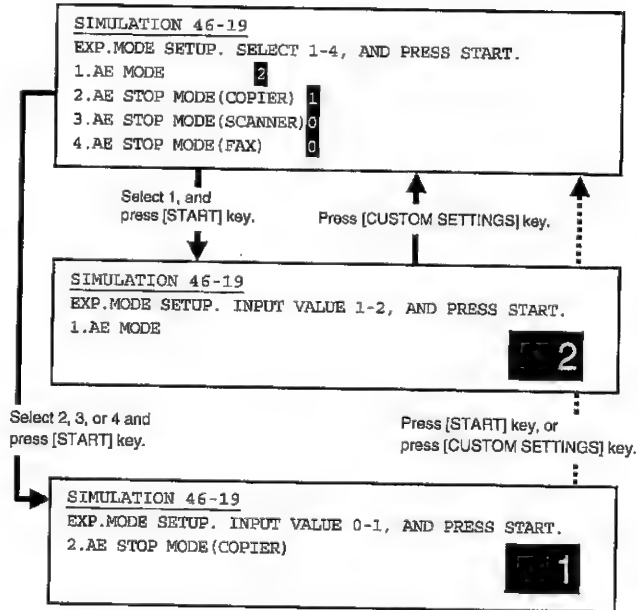 SIMULATION 46-19
EXP.MODE SETUP. SELECT 1-4, AND PRESS START.
1.AE MODE 2
2.AE STOP MODE(COPIER) 1
3.AE STOP MODE(SCANNER) 0
4.AE STOP MODE(FAX) 0
Select 1, and
press [START] key.
Press [CUSTOM SETTINGS] key.
SIMULATION 46-19
EXP.MODE SETUP. INPUT VALUE 1-2, AND PRESS START.
1.AE MODE
2
Select 2, 3, or 4 and
press [START] key.
Press [START] key, or
press [CUSTOM SETTINGS] key.
SIMULATION 46-19
EXP.MODE SETUP. INPUT VALUE 0-1, AND PRESS START.
2.AE STOP MODE(COPIER)
1